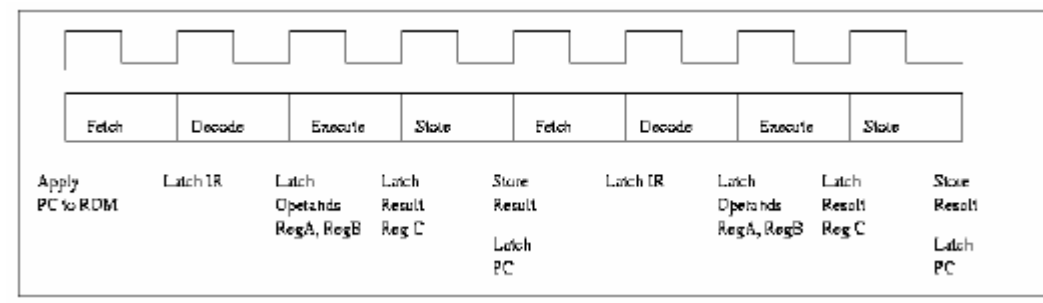 Fetch Decode Execute Store Fetch Decode Execute Store
Apply
PC to ROM
Latch IR
Latch
Operands
RegA, RegB
Latch
Result
Reg C
Store
Result
Latch
PC
Latch IR
Latch
Operands
RegA, RegB
Latch
Result
Reg C
Store
Result
Latch
PC